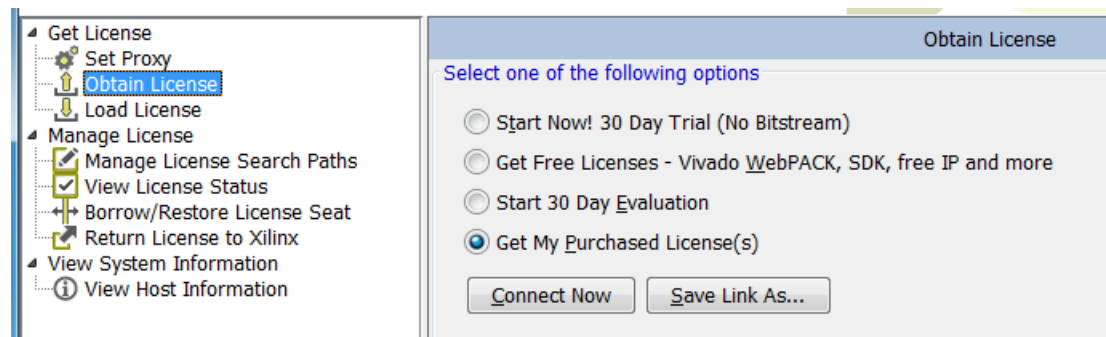 Get License
Set Proxy
Obtain License
Load License
Manage License
Manage License Search Paths
View License Status
Borrow/Restore License Seat
Return License to Xilinx
View System Information
View Host Information
Obtain License
Select one of the following options
Start Now! 30 Day Trial (No Bitstream)
Get Free Licenses - Vivado WebPACK, SDK, free IP and more
Start 30 Day Evaluation
Get My Purchased License(s)
Connect Now
Save Link As...